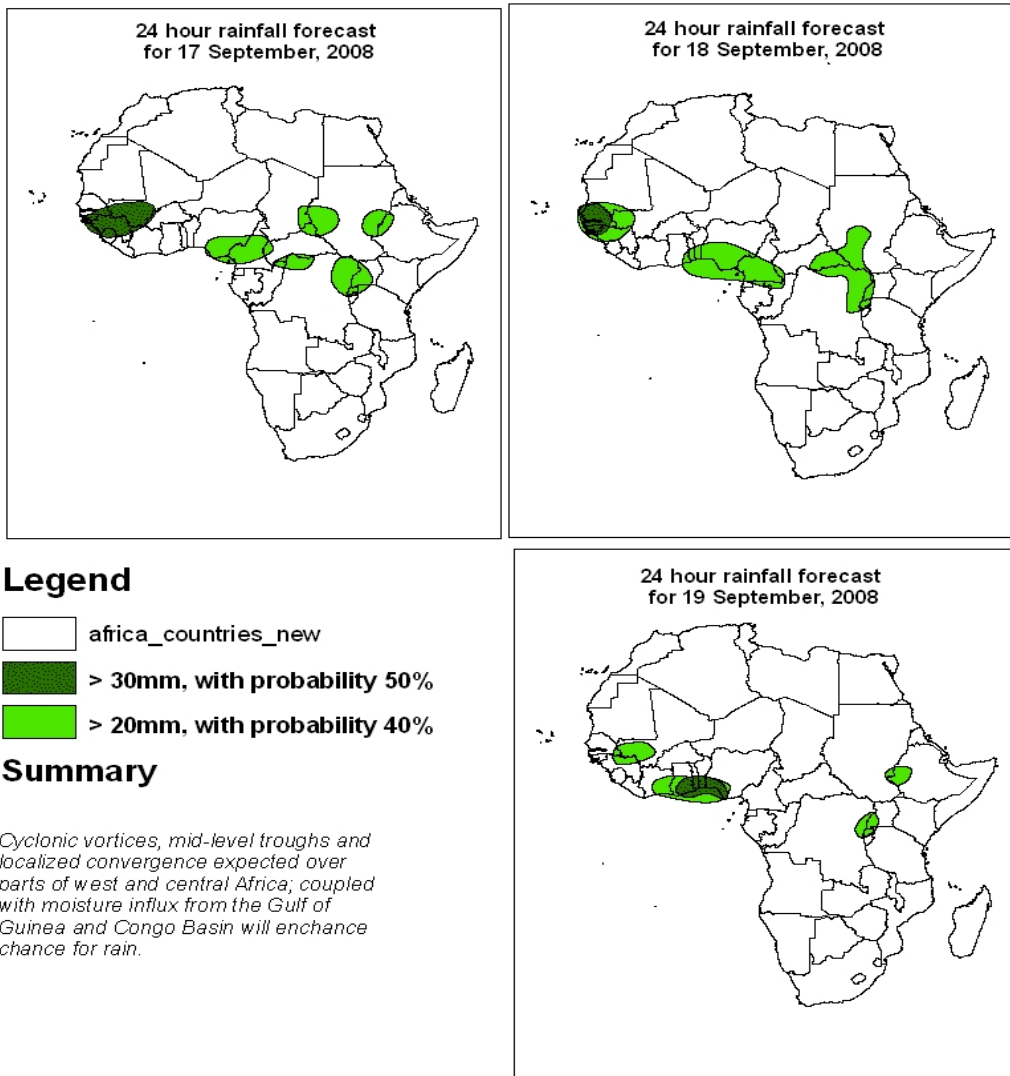 24 hour rainfall forecast
for 17 September, 2008
24 hour rainfall forecast
for 18 September, 2008
Legend
africa_countries_new
> 30mm, with probability 50%
> 20mm, with probability 40%
Summary
Cyclonic vortices, mid-level troughs and
localized convergence expected over
parts of west and central Africa; coupled
with moisture influx from the Gulf of
Guinea and Congo Basin will enchance
chance for rain.
24 hour rainfall forecast
for 19 September, 2008